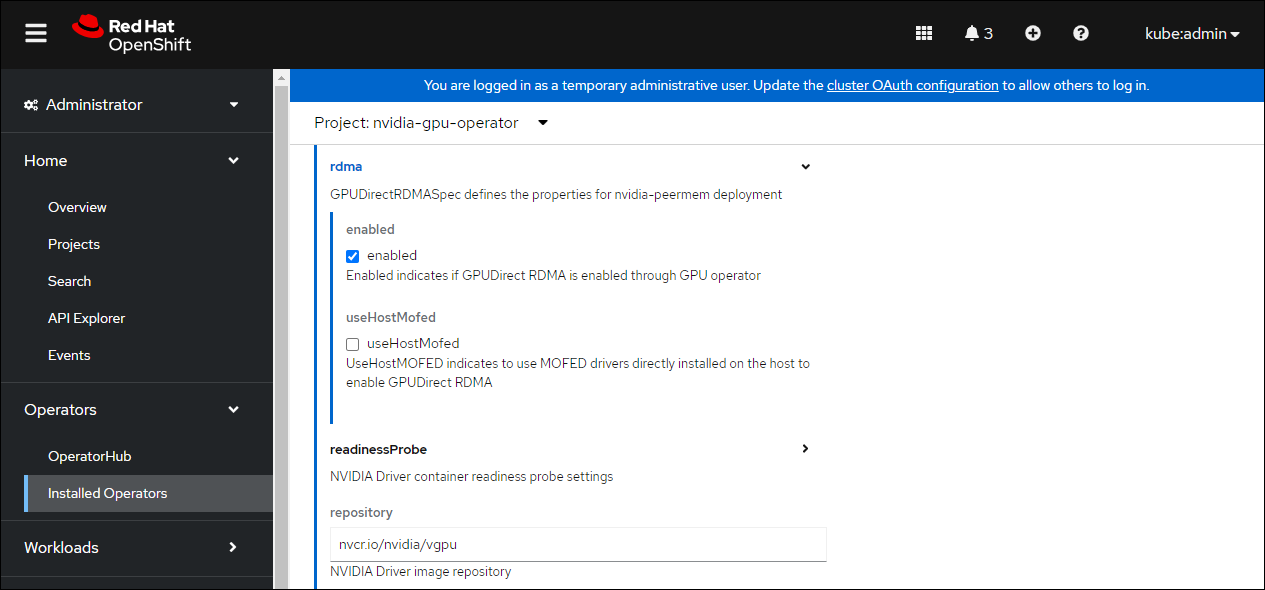 Red Hat
OpenShift
3
kube:admin
Administrator
Home
Overview
Projects
Search
API Explorer
Events
Operators
OperatorHub
Installed Operators
Workloads
You are logged in as a temporary administrative user. Update the cluster OAuth configuration to allow others to log in.
Project: nvidia-gpu-operator
rdma
GPUDirectRDMASpec defines the properties for nvidia-peermem deployment
enabled
enabled
Enabled indicates if GPUDirect RDMA is enabled through GPU operator
useHostMofed
useHostMofed
UseHostMOFED indicates to use MOFED drivers directly installed on the host to
enable GPUDirect RDMA
readinessProbe
NVIDIA Driver container readiness probe settings
repository
nvcr.io/nvidia/vgpu
NVIDIA Driver image repository